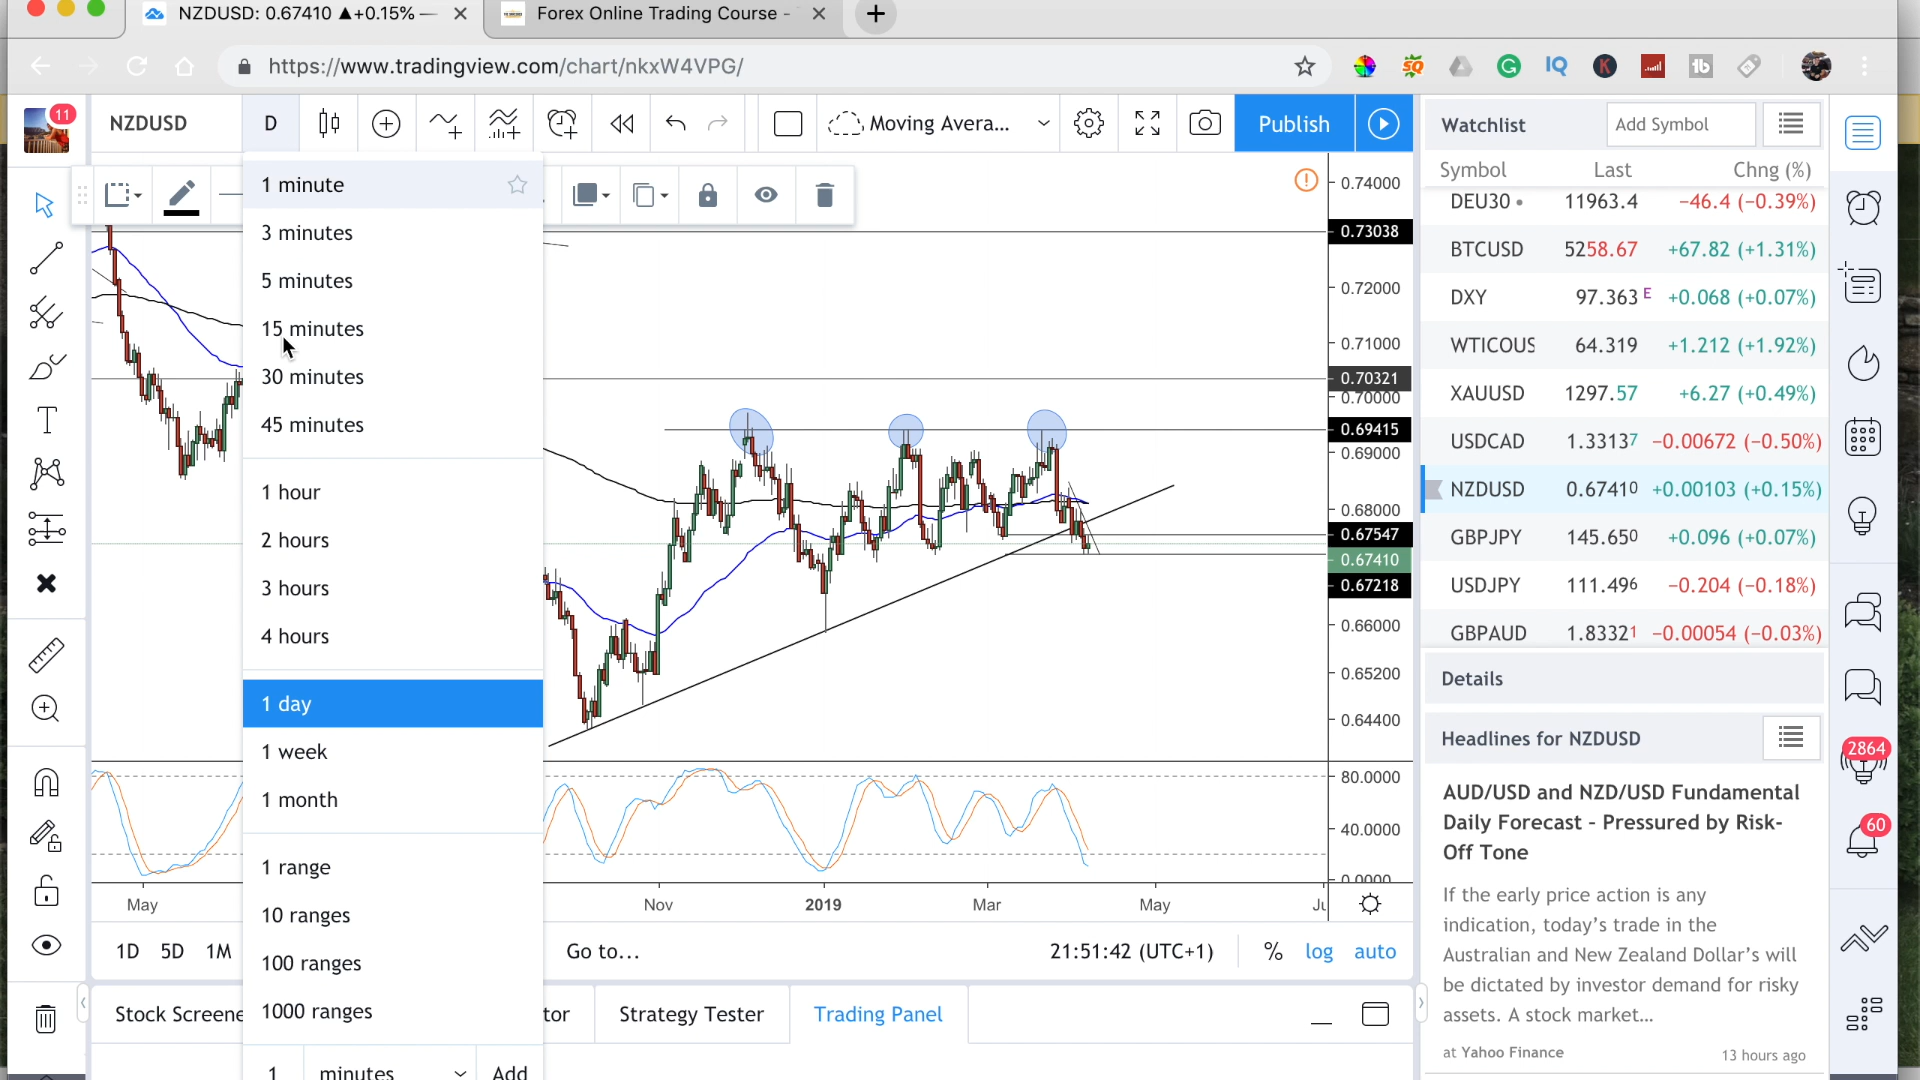 NZDUSD: 0.67410 ▲+0.15% —
Forex Online Trading Course -
https://www.tradingview.com/chart/nkxW4VPG/
11
NZDUSD
D
Moving Avera...
Publish
1 minute
3 minutes
5 minutes
15 minutes
30 minutes
45 minutes
1 hour
2 hours
3 hours
4 hours
1 day
1 week
1 month
1 range
10 ranges
100 ranges
1000 ranges
1 minutes Add
0.74000
0.73038
0.72000
0.71000
0.70321
0.70000
0.69415
0.69000
0.68000
0.67547
0.67410
0.67218
0.66000
0.65200
0.64400
80.0000
40.0000
0.0000
May Nov 2019 Mar May
1D 5D 1M Go to... 21:51:42 (UTC+1) % log auto
Stock Screene tor Strategy Tester Trading Panel
Watchlist Add Symbol
Symbol Last Chng (%)
DEU30 11963.4 −46.4 (−0.39%)
BTCUSD 5258.67 +67.82 (+1.31%)
DXY 97.363 E +0.068 (+0.07%)
WTICOUS 64.319 +1.212 (+1.92%)
XAUUSD 1297.57 +6.27 (+0.49%)
USDCAD 1.33137 −0.00672 (−0.50%)
NZDUSD 0.67410 +0.00103 (+0.15%)
GBPJPY 145.650 +0.096 (+0.07%)
USDJPY 111.496 −0.204 (−0.18%)
GBPAUD 1.83321 −0.00054 (−0.03%)
Details
Headlines for NZDUSD
AUD/USD and NZD/USD Fundamental
Daily Forecast - Pressured by Risk-
Off Tone
If the early price action is any
indication, today's trade in the
Australian and New Zealand Dollar's will
be dictated by investor demand for risky
assets. A stock market...
at Yahoo Finance 13 hours ago
2864
60